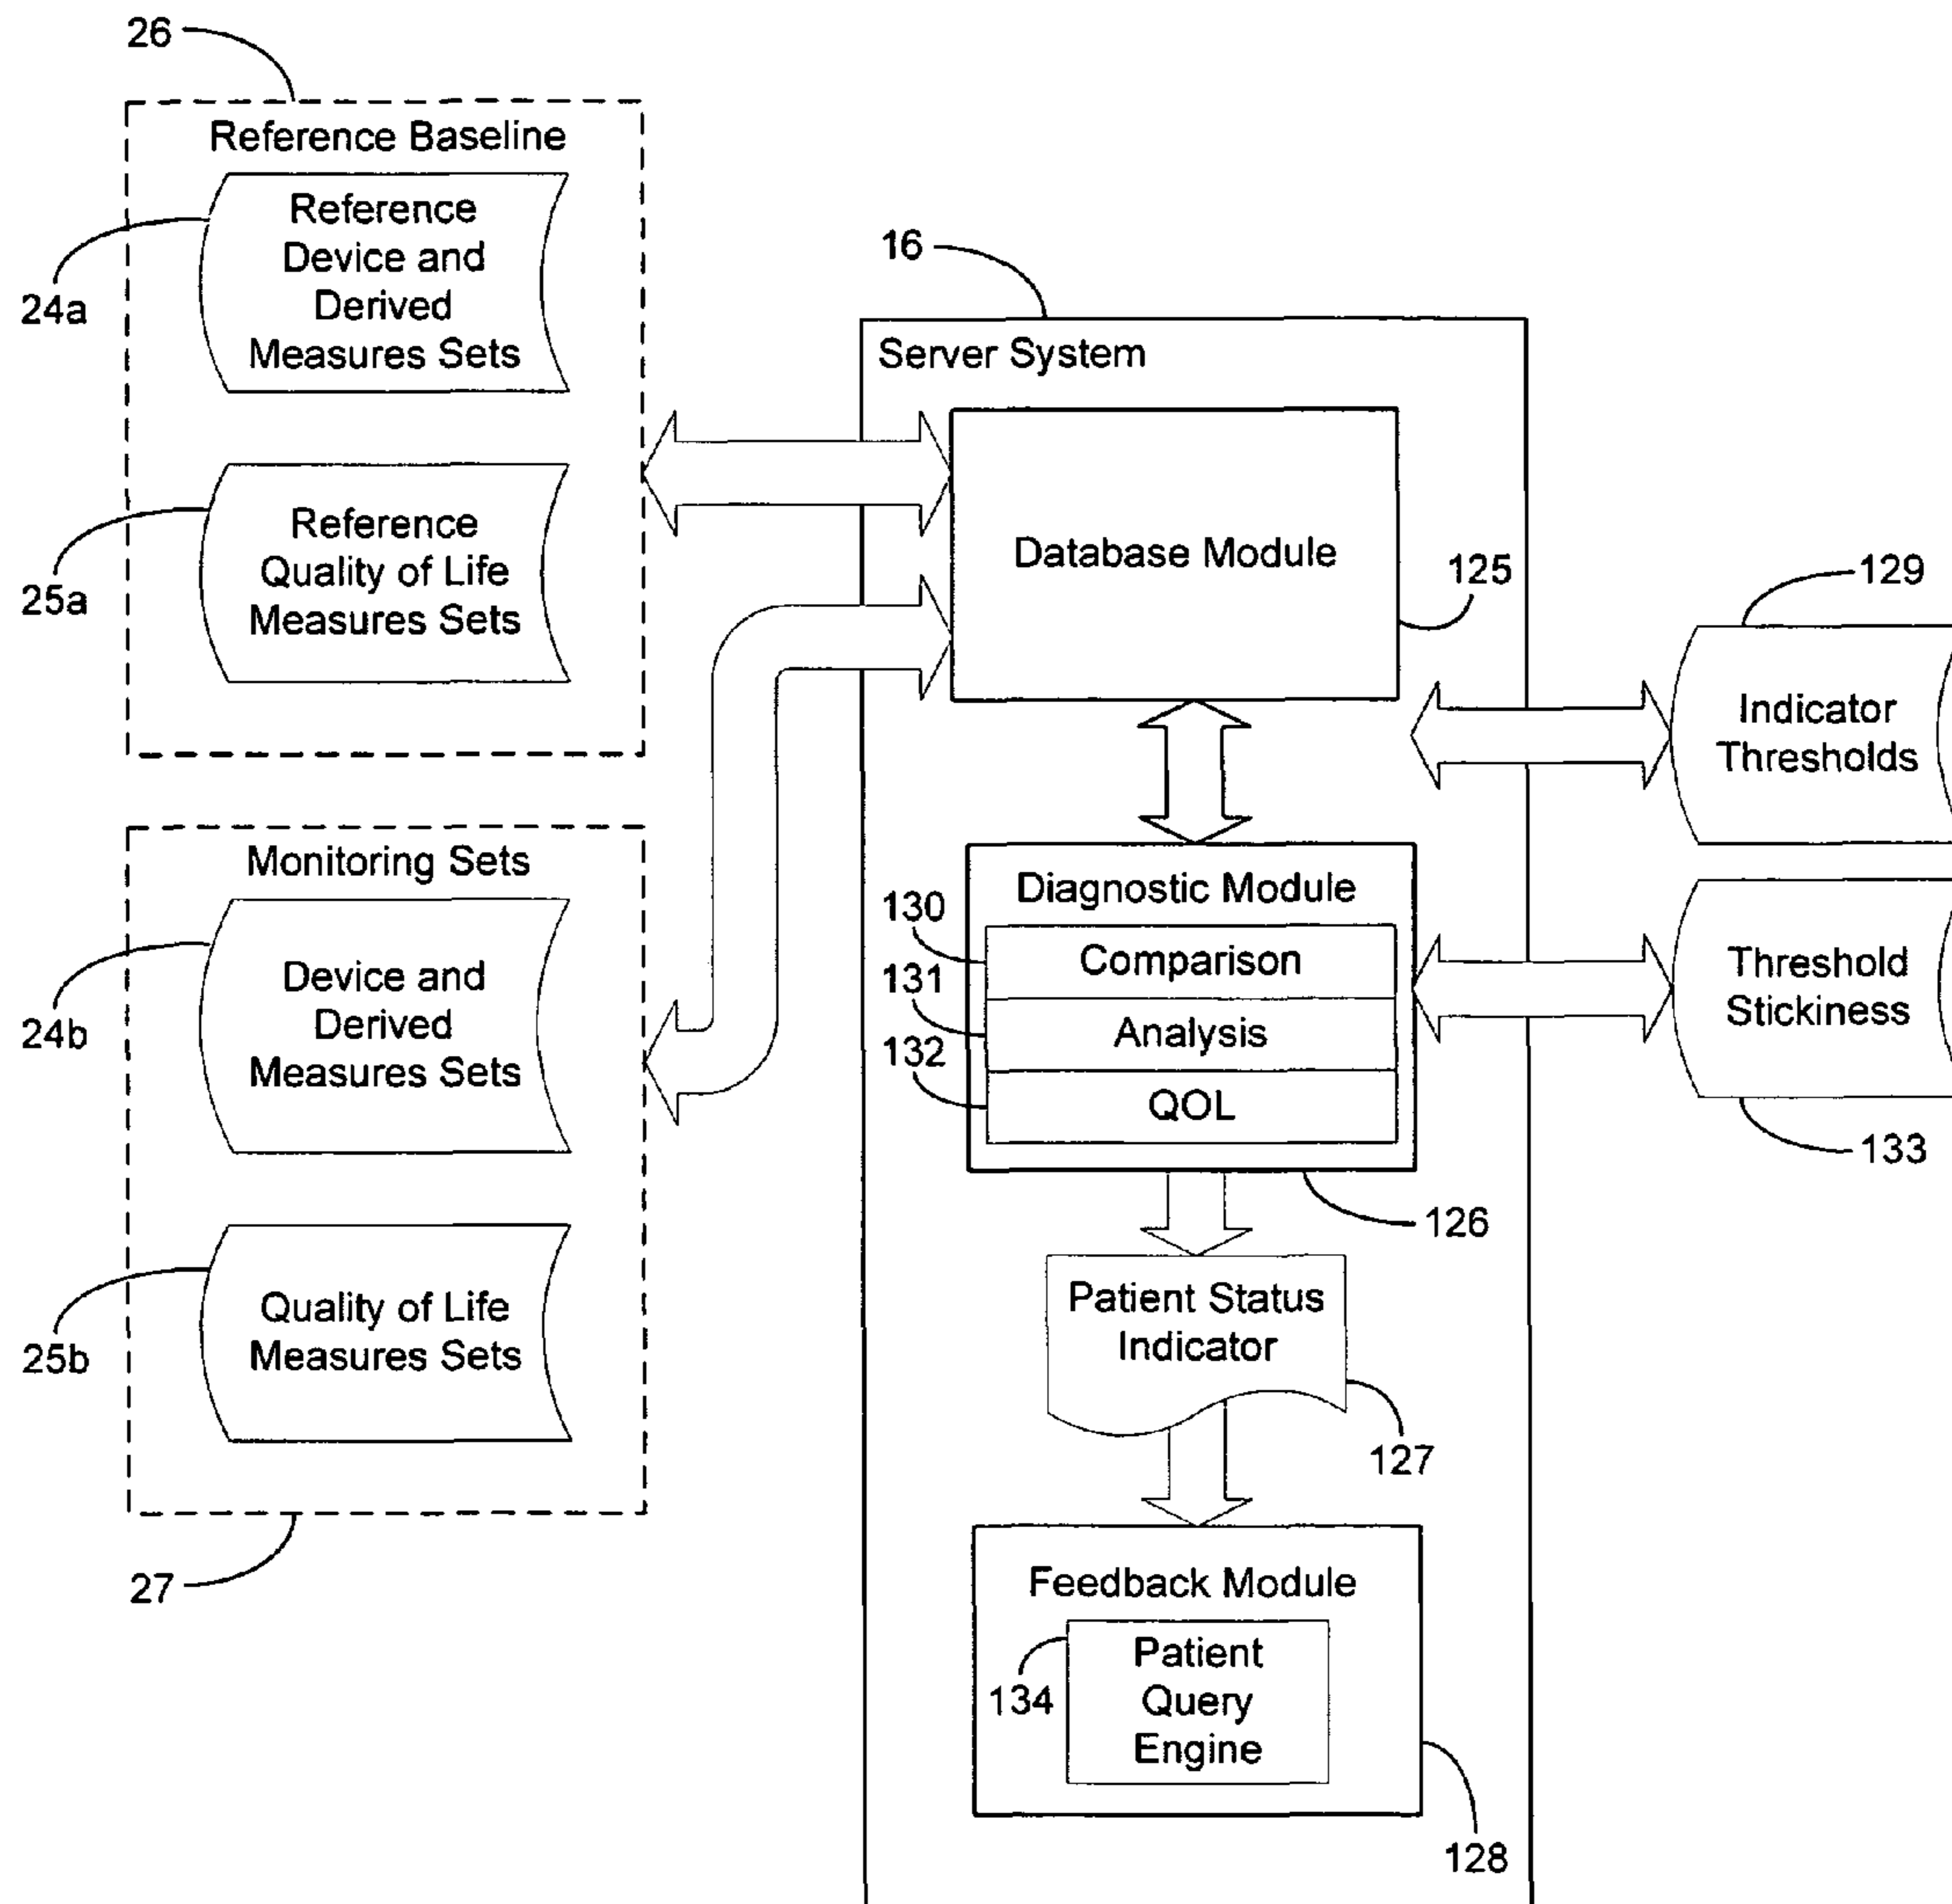 26
Reference Baseline
Reference
Device and
Derived
Measures Sets
24a
Reference
Quality of Life
Measures Sets
25a
Monitoring Sets
Device and
Derived
Measures Sets
24b
Quality of Life
Measures Sets
25b
27
16
Server System
Database Module
125
129
Indicator
Thresholds
Diagnostic Module
130
Comparison
131
Analysis
132
QOL
Threshold
Stickiness
133
126
Patient Status
Indicator
127
Feedback Module
134
Patient
Query
Engine
128